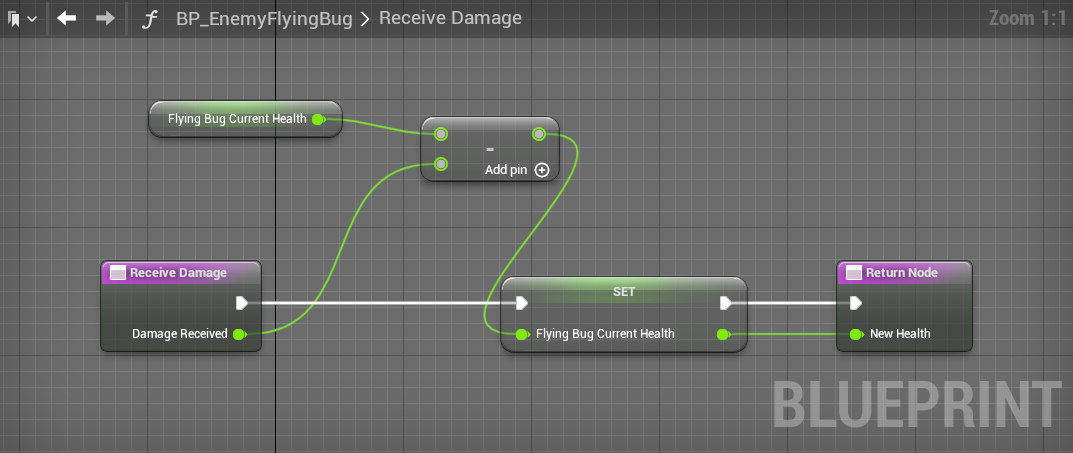 f BP_EnemyFlyingBug > Receive Damage
Zoom 1:1
Flying Bug Current Health
-
Add pin
Receive Damage
Damage Received
SET
Flying Bug Current Health
Return Node
New Health
BLUEPRINT